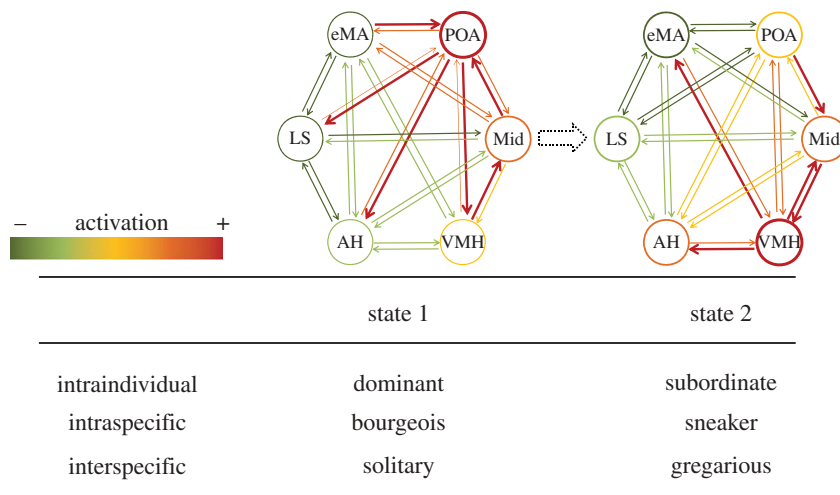 eMA POA eMA POA
LS Mid LS Mid
AH VMH AH VMH
– activation +
state 1 state 2
intraindividual dominant subordinate
intraspecific bourgeois sneaker
interspecific solitary gregarious